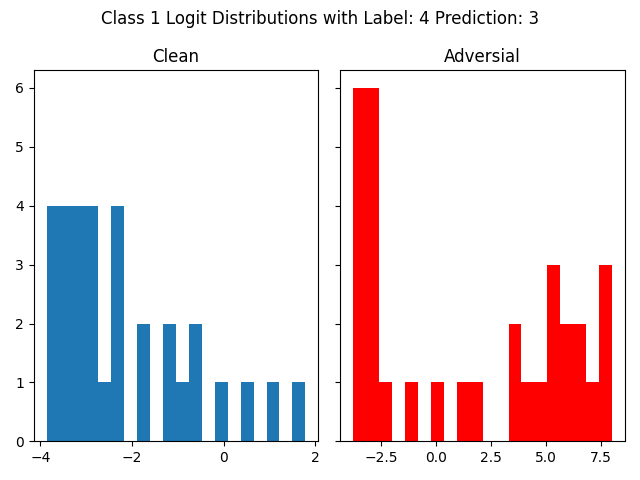 Class 1 Logit Distributions with Label: 4 Prediction: 3
Clean
Adversial
6
5
4
3
2
1
0
−4 −2 0 2
−2.5 0.0 2.5 5.0 7.5